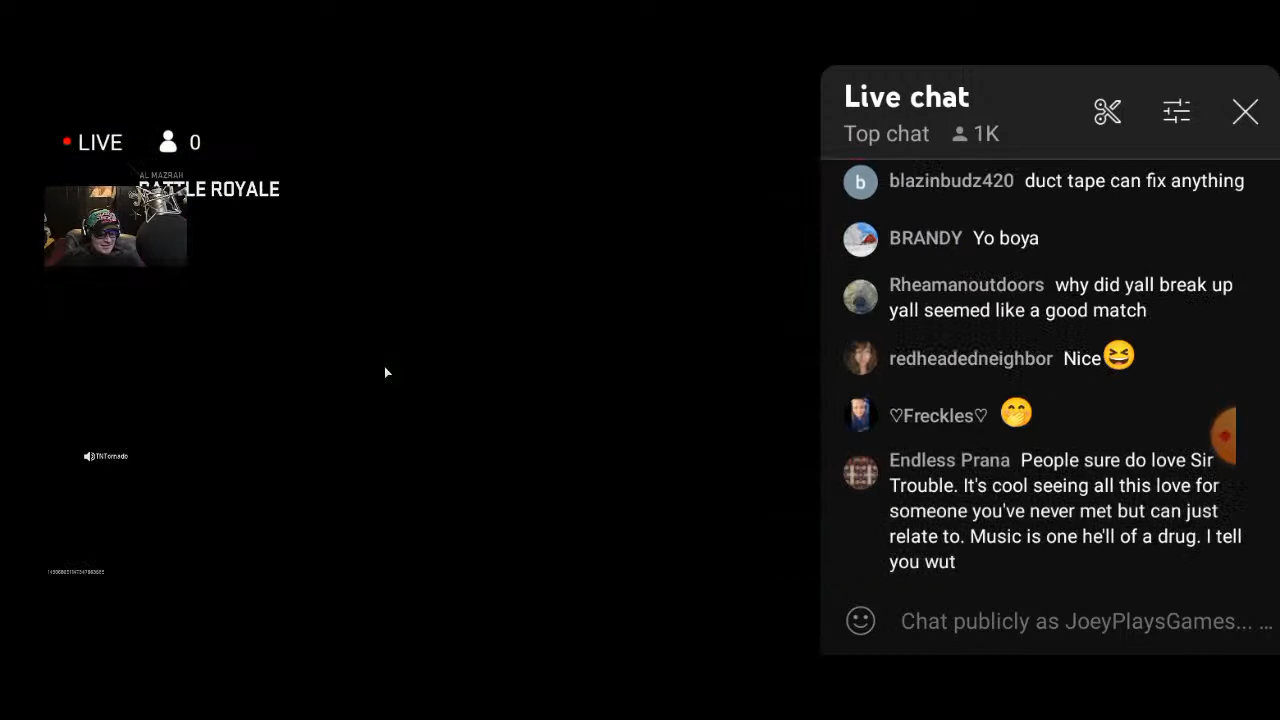 LIVE 0
AL MAZRAH
BATTLE ROYALE
TNTornado
Live chat
Top chat 1K
b blazinbudz420 duct tape can fix anything
BRANDY Yo boya
Rheamanoutdoors why did yall break up
yall seemed like a good match
redheadedneighbor Nice😆
♡Freckles♡ 🤭
Endless Prana People sure do love Sir
Trouble. It's cool seeing all this love for
someone you've never met but can just
relate to. Music is one he'll of a drug. I tell
you wut
Chat publicly as JoeyPlaysGames... ...